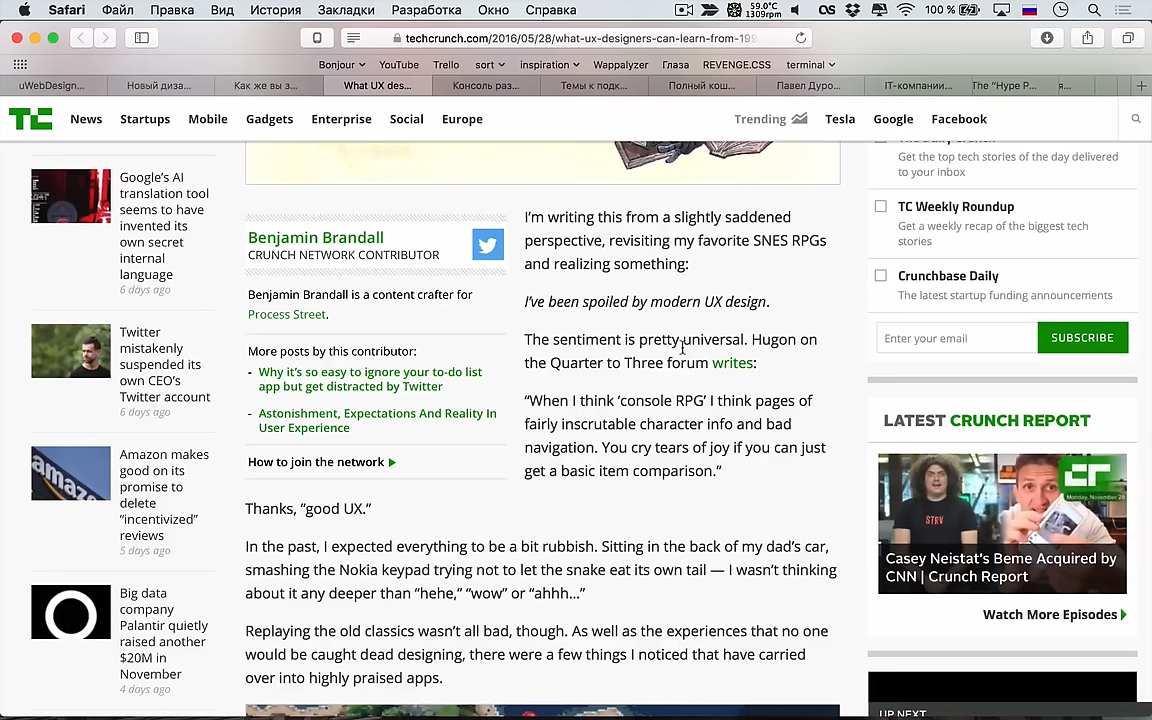 Safari Файл Правка Вид История Закладки Разработка Окно Справка
59.0°C
1309rpm
100 %
techcrunch.com/2016/05/28/what-ux-designers-can-learn-from-199
Bonjour YouTube Trello sort inspiration Wappalyzer Глаза REVENGE.CSS terminal
uWebDesign... Новый диза... Как же вы з... What UX des... Консоль раз... Темы к подк... Полный кош... Павел Дуро... IT-компании... The "Hype P... я...
TC News Startups Mobile Gadgets Enterprise Social Europe Trending Tesla Google Facebook
Google's AI
translation tool
seems to have
invented its
own secret
internal
language
6 days ago
Twitter
mistakenly
suspended its
own CEO's
Twitter account
6 days ago
Amazon makes
good on its
promise to
delete
"incentivized"
reviews
5 days ago
Big data
company
Palantir quietly
raised another
$20M in
November
4 days ago
amazon
Benjamin Brandall
CRUNCH NETWORK CONTRIBUTOR
Benjamin Brandall is a content crafter for
Process Street.
More posts by this contributor:
- Why it's so easy to ignore your to-do list
app but get distracted by Twitter
- Astonishment, Expectations And Reality In
User Experience
How to join the network
I'm writing this from a slightly saddened
perspective, revisiting my favorite SNES RPGs
and realizing something:
I've been spoiled by modern UX design.
The sentiment is pretty universal. Hugon on
the Quarter to Three forum writes:
“When I think ‘console RPG’ I think pages of
fairly inscrutable character info and bad
navigation. You cry tears of joy if you can just
get a basic item comparison.”
Thanks, “good UX.”
In the past, I expected everything to be a bit rubbish. Sitting in the back of my dad's car,
smashing the Nokia keypad trying not to let the snake eat its own tail — I wasn't thinking
about it any deeper than “hehe,” “wow” or “ahhh...”
Replaying the old classics wasn't all bad, though. As well as the experiences that no one
would be caught dead designing, there were a few things I noticed that have carried
over into highly praised apps.
Get the top tech stories of the day delivered
to your inbox
TC Weekly Roundup
Get a weekly recap of the biggest tech
stories
Crunchbase Daily
The latest startup funding announcements
Enter your email SUBSCRIBE
LATEST CRUNCH REPORT
STRV
CR
Monday, November 28
Casey Neistat's Beme Acquired by
CNN | Crunch Report
Watch More Episodes
UP NEXT